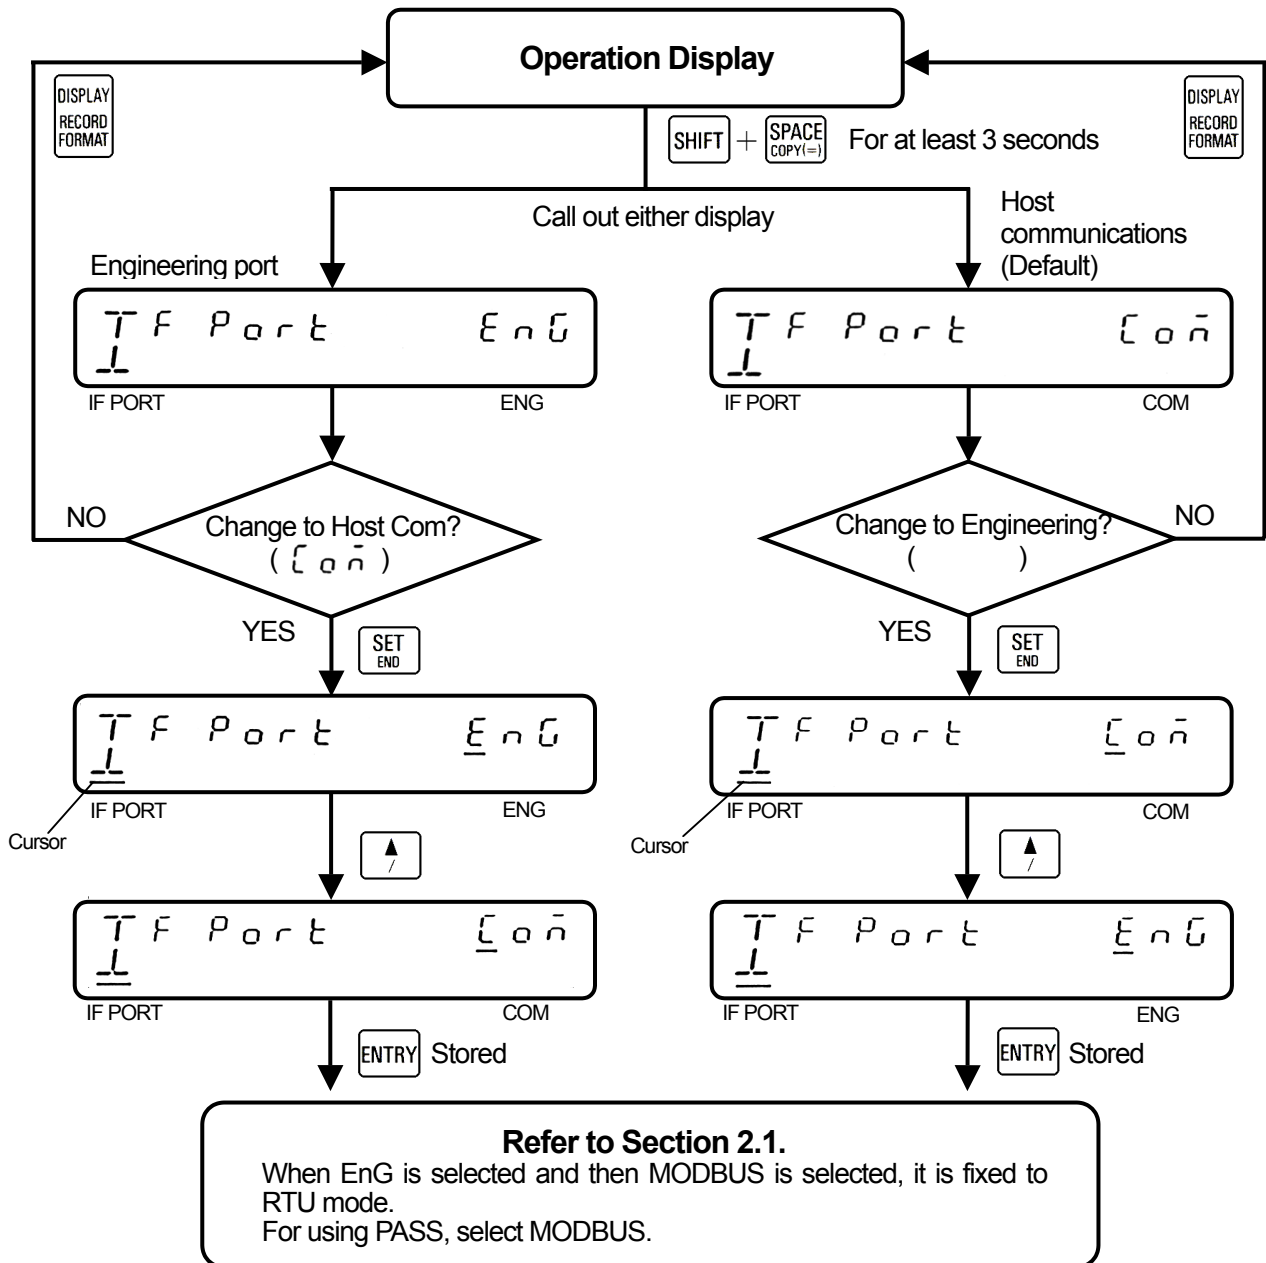 Operation Display
DISPLAY
RECORD
FORMAT
DISPLAY
RECORD
FORMAT
SHIFT + SPACE
COPY(=)
For at least 3 seconds
Call out either display
Host
communications
(Default)
Engineering port
IF Port EnG
IF PORT ENG
IF Port Com
IF PORT COM
NO
Change to Host Com?
( Com )
YES
SET
END
NO
Change to Engineering?
( )
YES
SET
END
IF Port EnG
IF PORT ENG
Cursor
IF Port Com
IF PORT COM
Cursor
▲
/
▲
/
IF Port Com
IF PORT COM
IF Port EnG
IF PORT ENG
ENTRY Stored
ENTRY Stored
Refer to Section 2.1.
When EnG is selected and then MODBUS is selected, it is fixed to
RTU mode.
For using PASS, select MODBUS.